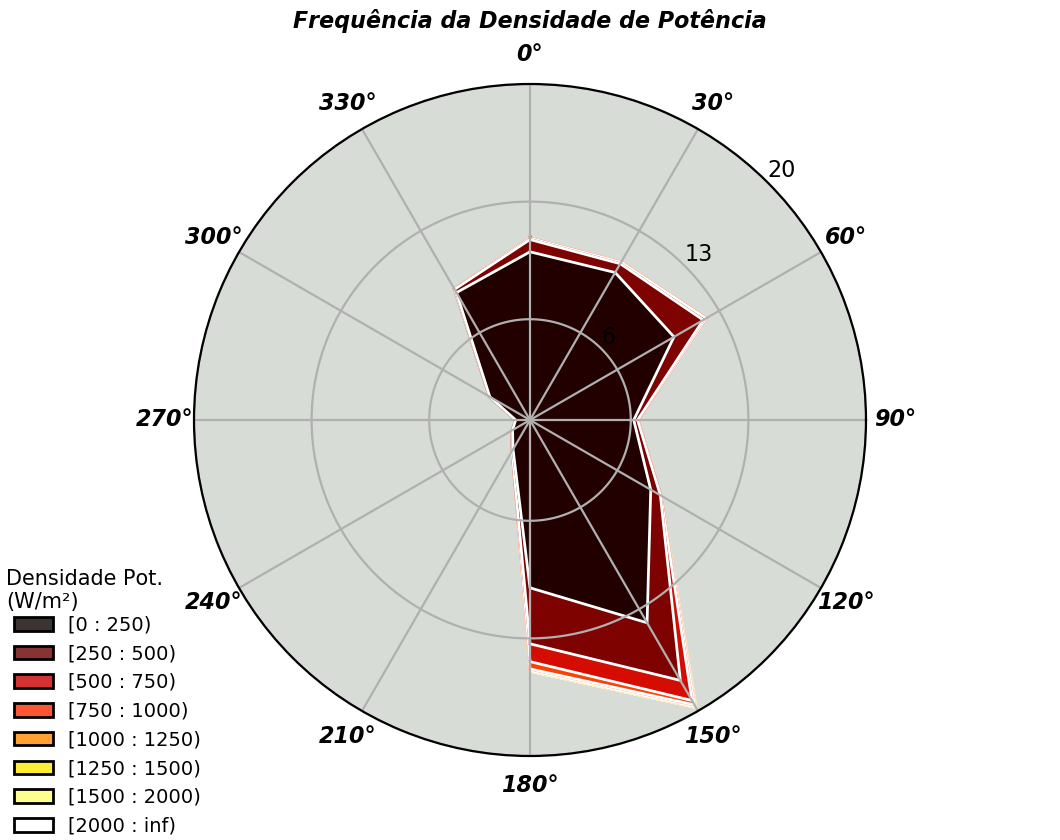 Frequência da Densidade de Potência
0°
330°
30°
20
300°
60°
13
6
270°
90°
240°
120°
210°
150°
180°
Densidade Pot.
(W/m²)
[0 : 250)
[250 : 500)
[500 : 750)
[750 : 1000)
[1000 : 1250)
[1250 : 1500)
[1500 : 2000)
[2000 : inf)